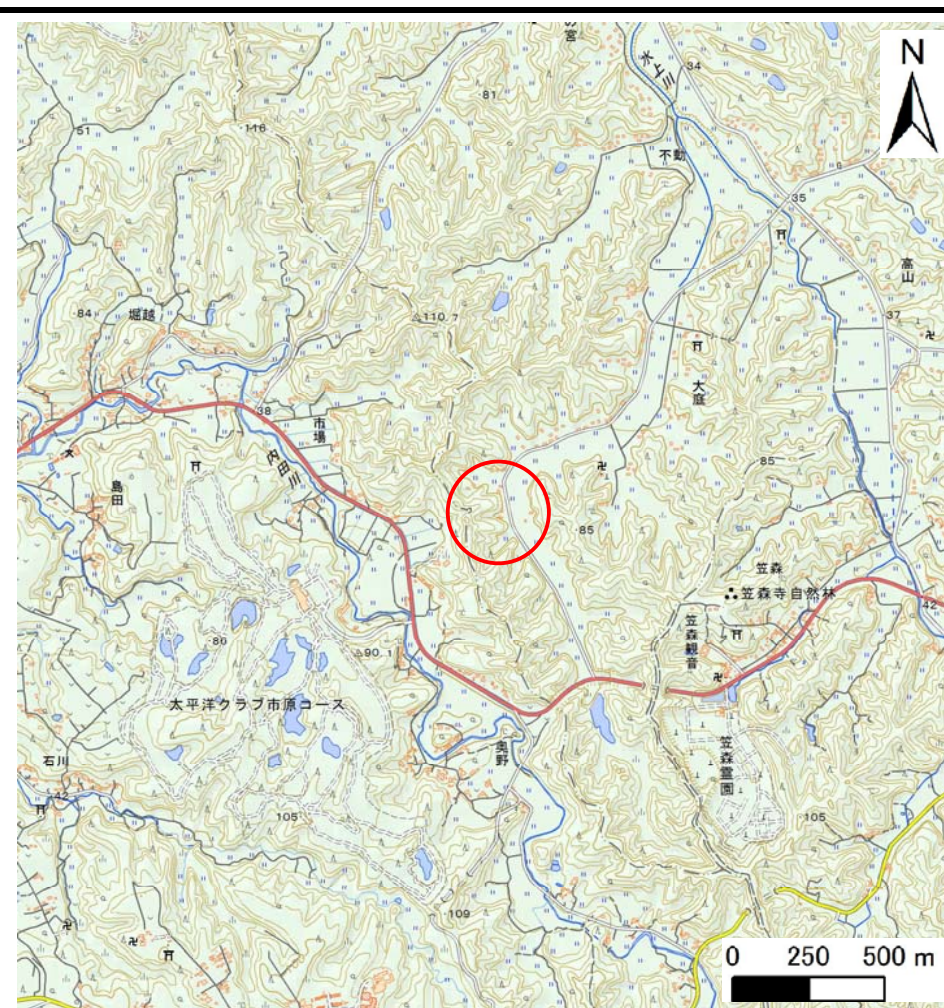 の宮
水上川
34
N
81
51
116
不動
6
35
高山
84
堀越
110.7
37
大庭
38
市場
内田川
島田
85
85
笠森
笠森寺自然林
42
笠森観音
80
90.1
太平洋クラブ市原コース
奥野
笠森霊園
石川
42
105
105
109
0 250 500 m